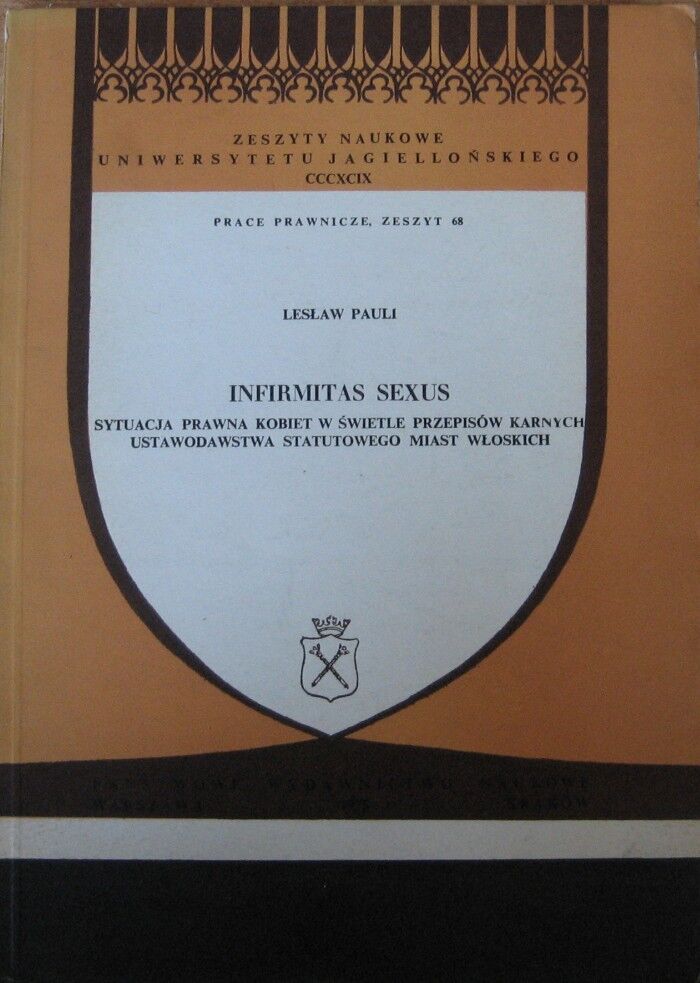 ZESZYTY NAUKOWE
UNIWERSYTETU JAGIELLOŃSKIEGO
CCCXCIX
PRACE PRAWNICZE, ZESZYT 68
LESŁAW PAULI
INFIRMITAS SEXUS
SYTUACJA PRAWNA KOBIET W ŚWIETLE PRZEPISÓW KARNYCH
USTAWODAWSTWA STATUTOWEGO MIAST WŁOSKICH